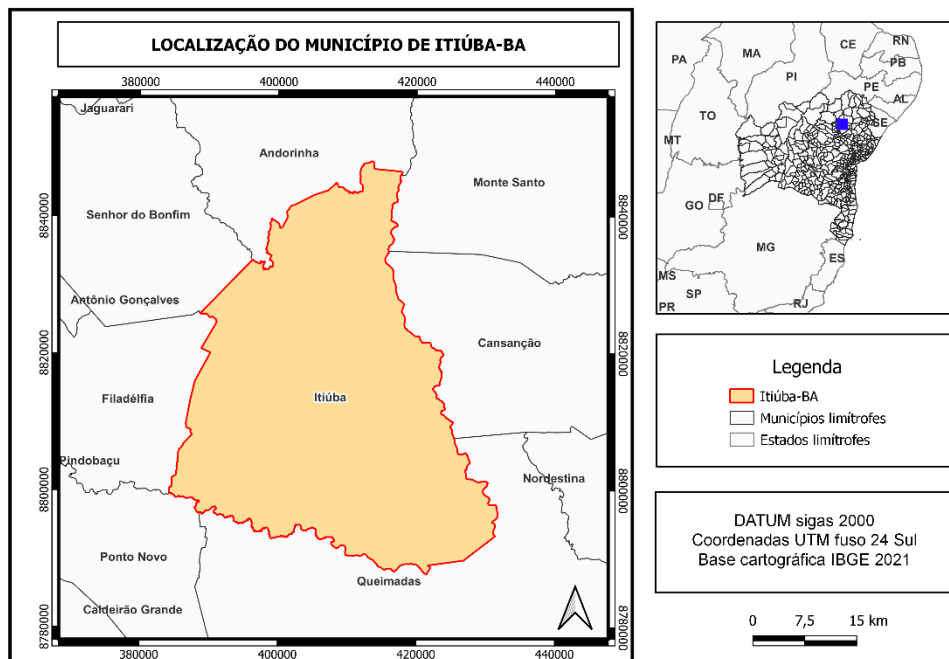 LOCALIZAÇÃO DO MUNICÍPIO DE ITIÚBA-BA
380000 400000 420000 440000
Jaguarari
Andorinha
Monte Santo
Senhor do Bonfim
8840000 8840000
Antônio Gonçalves
Cansanção
8820000 8820000
Filadélfia
Itiúba
Pindobaçu
Nordestina
8800000 8800000
Ponto Novo
Queimadas
Caldeirão Grande
8780000 8780000
380000 400000 420000 440000
CE RN
MA PB
PA PI
PE
AL
TO SE
MT
GO DF
MG
ES
MS
SP
PR RJ
Legenda
Itiúba-BA
Municípios limítrofes
Estados limítrofes
DATUM sigas 2000
Coordenadas UTM fuso 24 Sul
Base cartográfica IBGE 2021
0 7,5 15 km